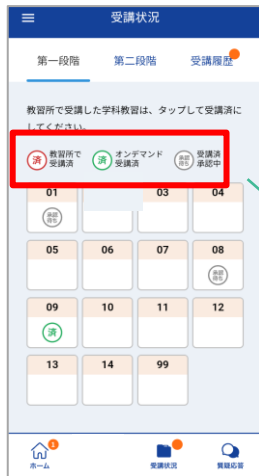 受講状況
第一段階 第二段階 受講履歴
教習所で受講した学科教習は、タップして受講済に
してください。
済 教習所で受講済 済 オンデマンド受講済 承認待ち 受講済承認中
01 03 04
承認待ち
05 06 07 08
承認待ち
09 10 11 12
済
13 14 99
1
ホーム 受講状況 質疑応答